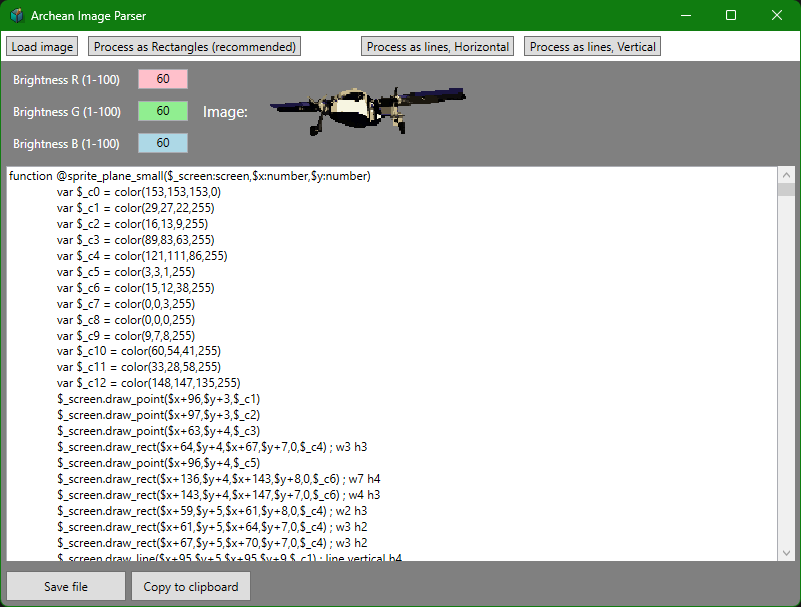 Archean Image Parser
Load image Process as Rectangles (recommended) Process as lines, Horizontal Process as lines, Vertical
Brightness R (1-100) 60
Brightness G (1-100) 60 Image:
Brightness B (1-100) 60
function @sprite_plane_small($_screen:screen,$x:number,$y:number)
var $_c0 = color(153,153,153,0)
var $_c1 = color(29,27,22,255)
var $_c2 = color(16,13,9,255)
var $_c3 = color(89,83,63,255)
var $_c4 = color(121,111,86,255)
var $_c5 = color(3,3,1,255)
var $_c6 = color(15,12,38,255)
var $_c7 = color(0,0,3,255)
var $_c8 = color(0,0,0,255)
var $_c9 = color(9,7,8,255)
var $_c10 = color(60,54,41,255)
var $_c11 = color(33,28,58,255)
var $_c12 = color(148,147,135,255)
$_screen.draw_point($x+96,$y+3,$_c1)
$_screen.draw_point($x+97,$y+3,$_c2)
$_screen.draw_point($x+63,$y+4,$_c3)
$_screen.draw_rect($x+64,$y+4,$x+67,$y+7,0,$_c4) ; w3 h3
$_screen.draw_point($x+96,$y+4,$_c5)
$_screen.draw_rect($x+136,$y+4,$x+143,$y+8,0,$_c6) ; w7 h4
$_screen.draw_rect($x+143,$y+4,$x+147,$y+7,0,$_c6) ; w4 h3
$_screen.draw_rect($x+59,$y+5,$x+61,$y+8,0,$_c4) ; w2 h3
$_screen.draw_rect($x+61,$y+5,$x+64,$y+7,0,$_c4) ; w3 h2
$_screen.draw_rect($x+67,$y+5,$x+70,$y+7,0,$_c4) ; w3 h2
$_screen.draw_line($x+95,$y+5,$x+95,$y+9,$_c1) ; line vertical h4
Save file Copy to clipboard